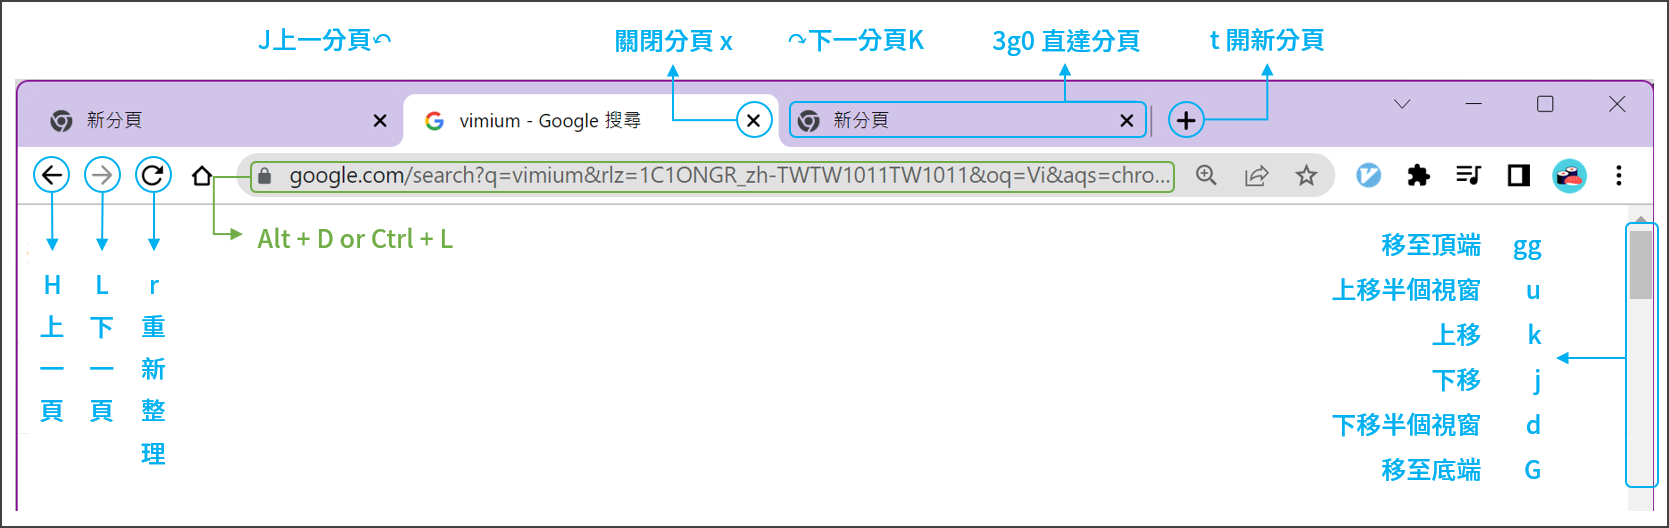 J上一分頁↶
關閉分頁 x
↷下一分頁K
3g0 直達分頁
t 開新分頁
新分頁
vimium - Google 搜尋
新分頁
google.com/search?q=vimium&rlz=1C1ONGR_zh-TWTW1011TW1011&oq=Vi&aqs=chro...
Alt + D or Ctrl + L
H
上
一
頁
L
下
一
頁
r
重
新
整
理
移至頂端 gg
上移半個視窗 u
上移 k
下移 j
下移半個視窗 d
移至底端 G